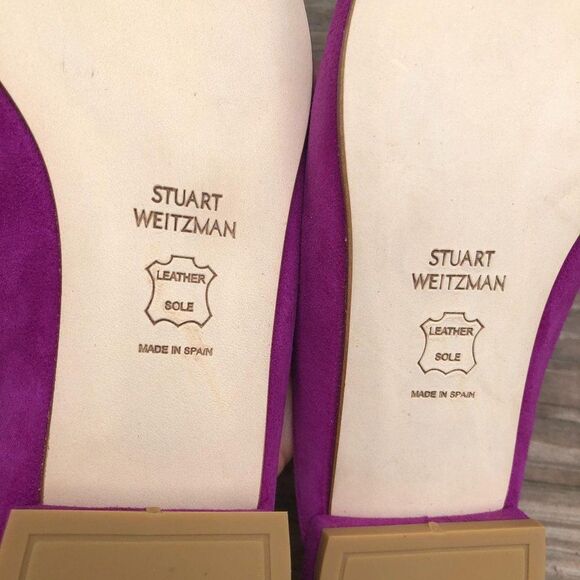 STUART
WEITZMAN
LEATHER
SOLE
MADE IN SPAIN
STUART
WEITZMAN
LEATHER
SOLE
MADE IN SPAIN